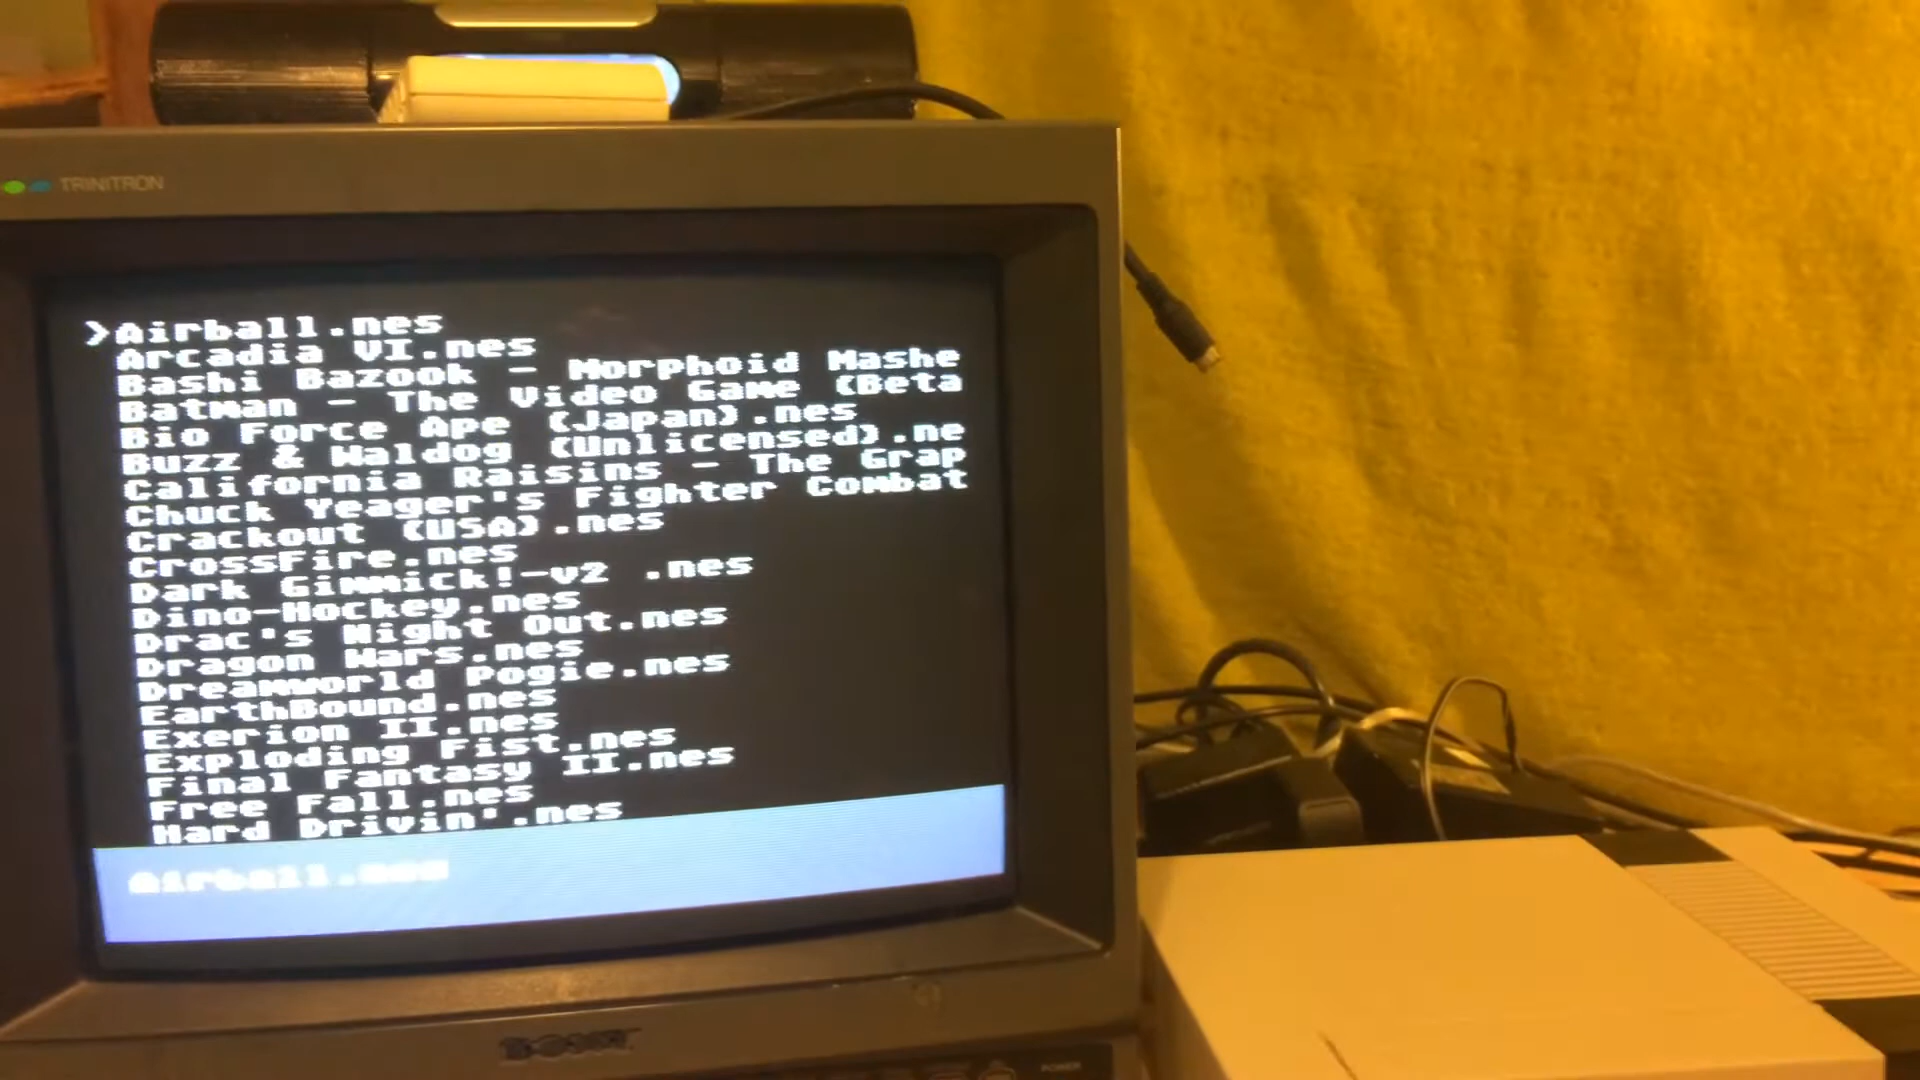 TRINITRON
>Airball.nes
Arcadia VI.nes
Bashi Bazook - Morphoid Mashe
Batman - The Video Game (Beta
Bio Force Ape (Japan).nes
Buzz & Waldog (Unlicensed).ne
California Raisins - The Grap
Chuck Yeager's Fighter Combat
Crackout (USA).nes
CrossFire.nes
Dark Gimmick!-v2 .nes
Dino-Hockey.nes
Drac's Night Out.nes
Dragon Wars.nes
Dreamworld Pogie.nes
EarthBound.nes
Exerion II.nes
Exploding Fist.nes
Final Fantasy II.nes
Free Fall.nes
Hard Drivin'.nes
Airball.nes
POWER